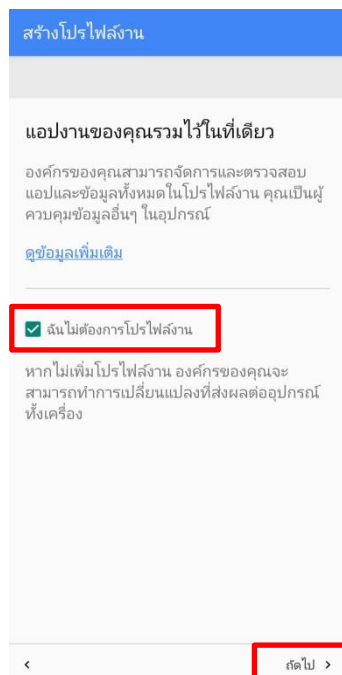 สร้างโปรไฟล์งาน
แอปงานของคุณรวมไว้ในที่เดียว
องค์กรของคุณสามารถจัดการและตรวจสอบ
แอปและข้อมูลทั้งหมดในโปรไฟล์งาน คุณเป็นผู้
ควบคุมข้อมูลอื่นๆ ในอุปกรณ์
ดูข้อมูลเพิ่มเติม
ฉันไม่ต้องการโปรไฟล์งาน
หากไม่เพิ่มโปรไฟล์งาน องค์กรของคุณจะ
สามารถทำการเปลี่ยนแปลงที่ส่งผลต่ออุปกรณ์
ทั้งเครื่อง
ถัดไป